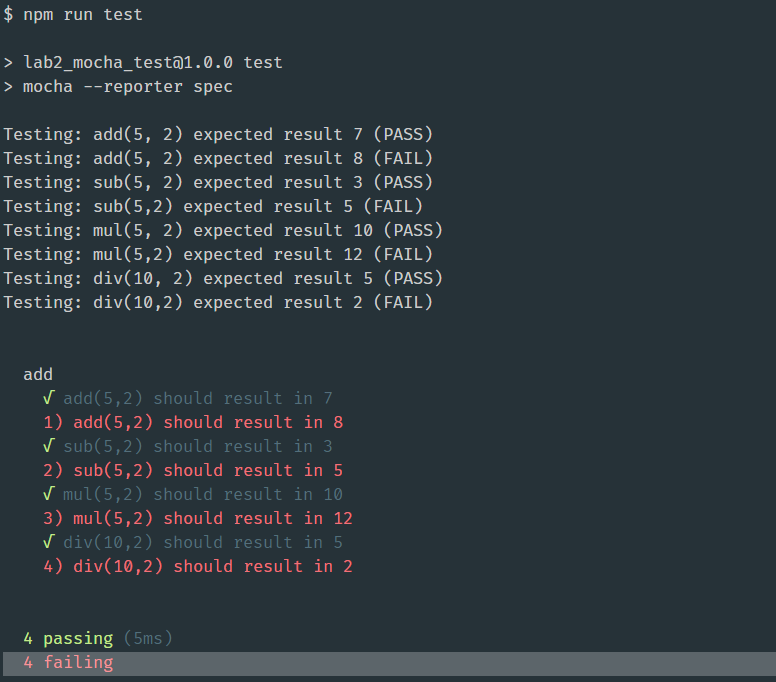 $ npm run test
> lab2_mocha_test@1.0.0 test
> mocha --reporter spec
Testing: add(5, 2) expected result 7 (PASS)
Testing: add(5, 2) expected result 8 (FAIL)
Testing: sub(5, 2) expected result 3 (PASS)
Testing: sub(5,2) expected result 5 (FAIL)
Testing: mul(5, 2) expected result 10 (PASS)
Testing: mul(5,2) expected result 12 (FAIL)
Testing: div(10, 2) expected result 5 (PASS)
Testing: div(10,2) expected result 2 (FAIL)
add
√ add(5,2) should result in 7
1) add(5,2) should result in 8
√ sub(5,2) should result in 3
2) sub(5,2) should result in 5
√ mul(5,2) should result in 10
3) mul(5,2) should result in 12
√ div(10,2) should result in 5
4) div(10,2) should result in 2
4 passing (5ms)
4 failing